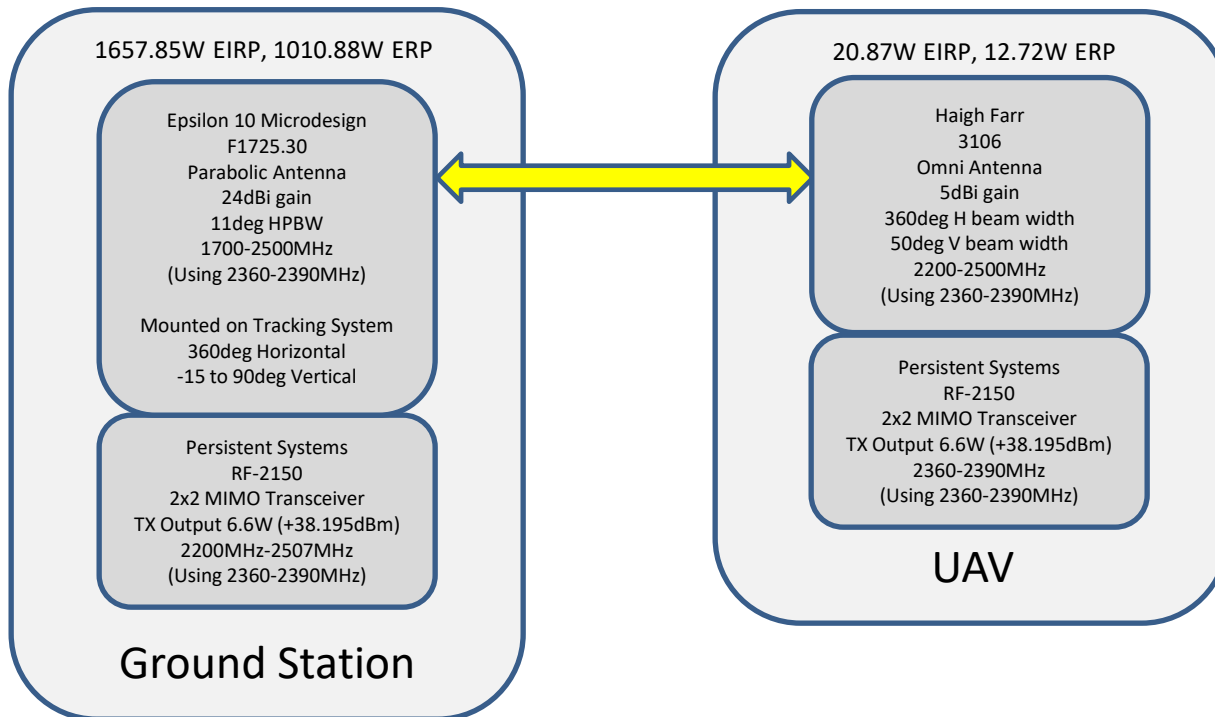 1657.85W EIRP, 1010.88W ERP
Epsilon 10 Microdesign
F1725.30
Parabolic Antenna
24dBi gain
11deg HPBW
1700-2500MHz
(Using 2360-2390MHz)
Mounted on Tracking System
360deg Horizontal
-15 to 90deg Vertical
Persistent Systems
RF-2150
2x2 MIMO Transceiver
TX Output 6.6W (+38.195dBm)
2200MHz-2507MHz
(Using 2360-2390MHz)
Ground Station
20.87W EIRP, 12.72W ERP
Haigh Farr
3106
Omni Antenna
5dBi gain
360deg H beam width
50deg V beam width
2200-2500MHz
(Using 2360-2390MHz)
Persistent Systems
RF-2150
2x2 MIMO Transceiver
TX Output 6.6W (+38.195dBm)
2360-2390MHz
(Using 2360-2390MHz)
UAV